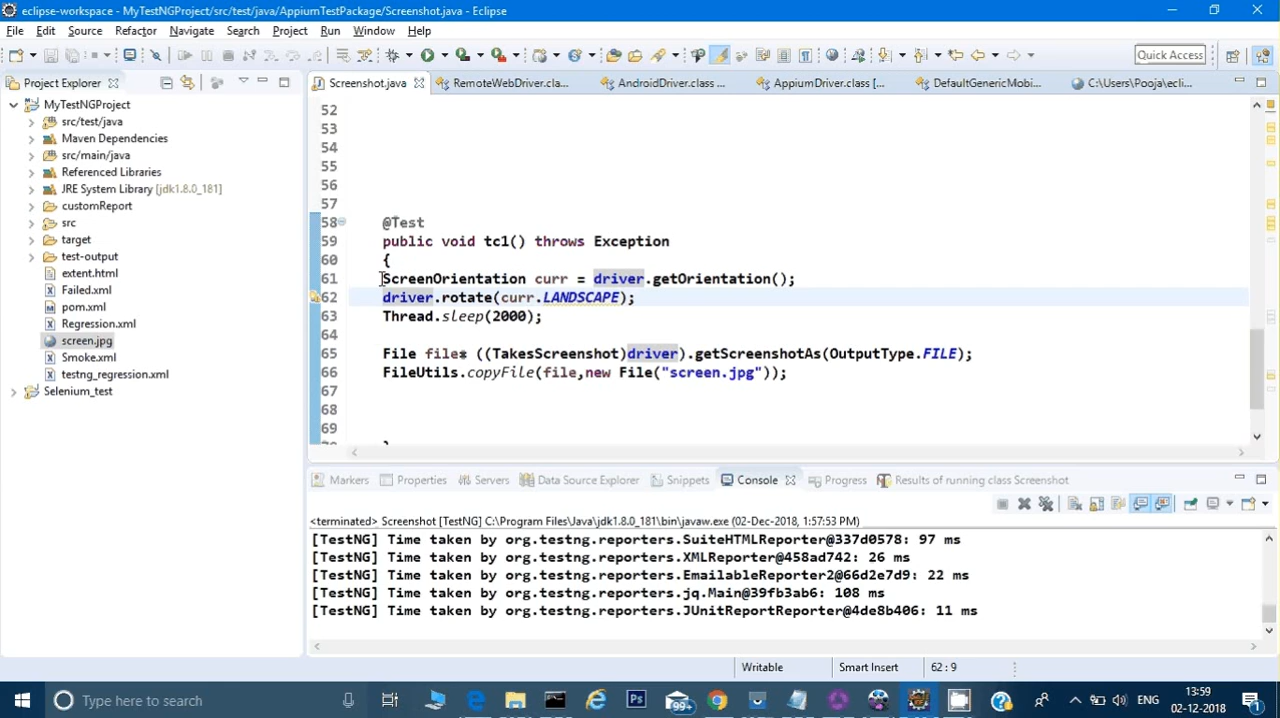 eclipse-workspace - MyTestNGProject/src/test/java/AppiumTestPackage/Screenshot.java - Eclipse
File Edit Source Refactor Navigate Search Project Run Window Help
Quick Access
Project Explorer
Screenshot.java RemoteWebDriver.cla... AndroidDriver.class ... AppiumDriver [... DefaultGenericMobi... C:\Users\Pooja\ecli...
MyTestNGProject
src/test/java
Maven Dependencies
src/main/java
Referenced Libraries
JRE System Library [jdk1.8.0_181]
customReport
src
target
test-output
extent.html
Failed.xml
pom.xml
Regression.xml
screen.jpg
Smoke.xml
testng_regression.xml
Selenium_test
52
53
54
55
56
57
58 @Test
59 public void tc1() throws Exception
60 {
61 ScreenOrientation curr = driver.getOrientation();
62 driver.rotate(curr.LANDSCAPE);
63 Thread.sleep(2000);
64
65 File file= ((TakesScreenshot)driver).getScreenshotAs(OutputType.FILE);
66 FileUtils.copyFile(file,new File("screen.jpg"));
67
68
69
70 }
Markers Properties Servers Data Source Explorer Snippets Console Progress Results of running class Screenshot
<terminated> Screenshot [TestNG] C:\Program Files\Java\jdk1.8.0_181\bin\javaw.exe (02-Dec-2018, 1:57:53 PM)
[TestNG] Time taken by org.testng.reporters.SuiteHTMLReporter@337d0578: 97 ms
[TestNG] Time taken by org.testng.reporters.XMLReporter@458ad742: 26 ms
[TestNG] Time taken by org.testng.reporters.EmailableReporter2@66d2e7d9: 22 ms
[TestNG] Time taken by org.testng.reporters.jq.Main@39fb3ab6: 108 ms
[TestNG] Time taken by org.testng.reporters.JUnitReportReporter@4de8b406: 11 ms
Writable Smart Insert 62 : 9
Type here to search
99+
Ps
ENG
13:59
02-12-2018
1